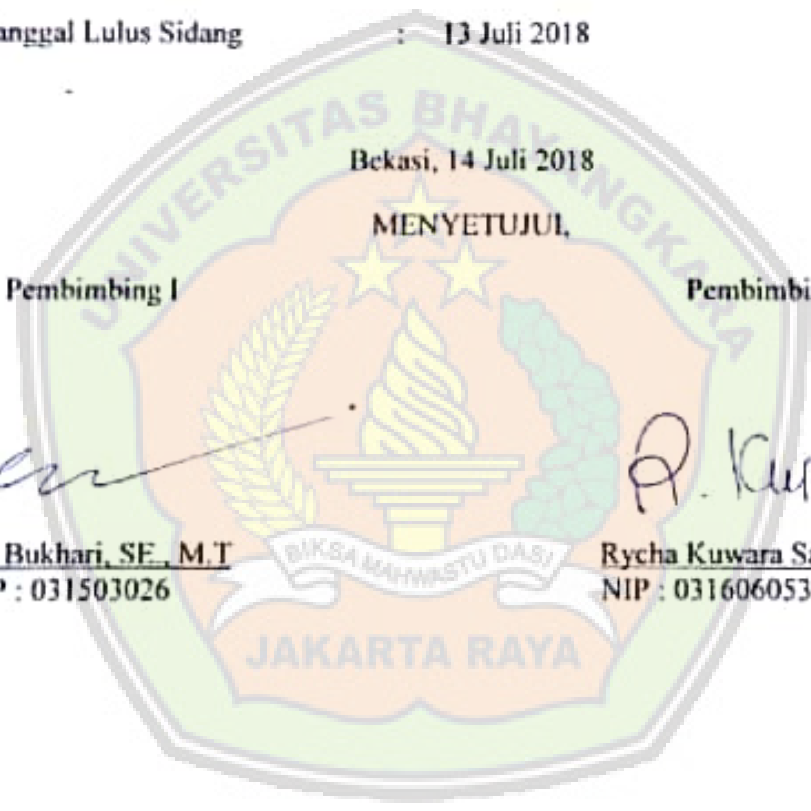 anggal Lulus Sidang : 13 Juli 2018
Bekasi, 14 Juli 2018
MENYETUJUI,
Pembimbing I Pembimbi
R. Kur
Bukhari, SE., M.T Rycha Kuwara Sa
P : 031503026 NIP : 031606053
UNIVERSITAS BHAYANGKARA
BIKSA MAHWASTU DASI
JAKARTA RAYA